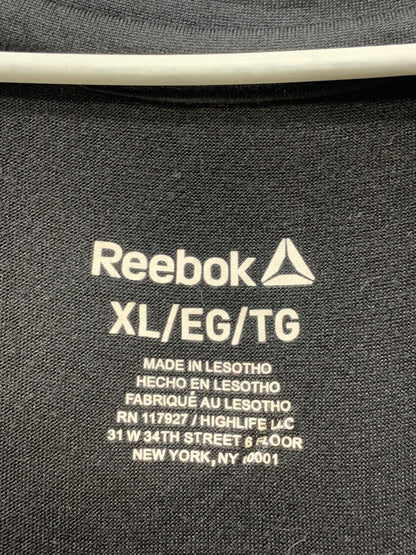 Reebok
XL/EG/TG
MADE IN LESOTHO
HECHO EN LESOTHO
FABRIQUÉ AU LESOTHO
RN 117927 / HIGHLIFE LLC
31 W 34TH STREET 6 FLOOR
NEW YORK, NY 10001